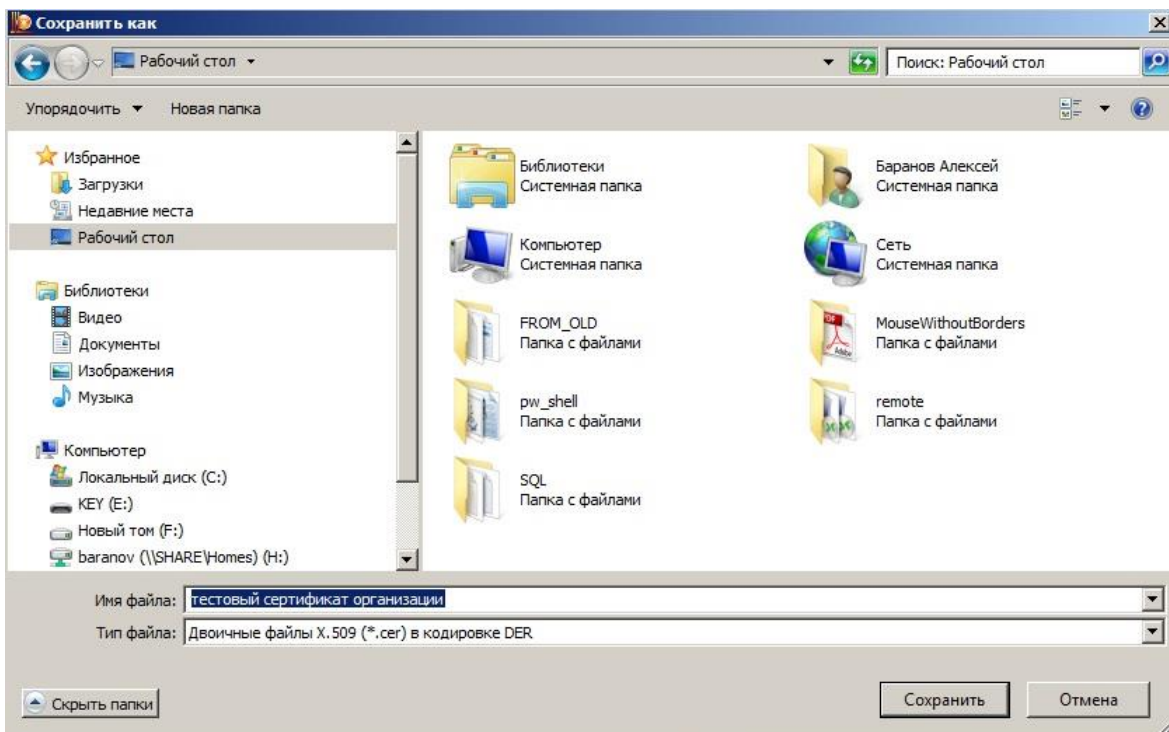 Сохранить как
Рабочий стол
Поиск: Рабочий стол
Упорядочить
Новая папка
Избранное
Загрузки
Недавние места
Рабочий стол
Библиотеки
Видео
Документы
Изображения
Музыка
Компьютер
Локальный диск (C:)
KEY (E:)
Новый том (F:)
baranov (\\SHARE\Homes) (H:)
Библиотеки
Системная папка
Баранов Алексей
Системная папка
Компьютер
Системная папка
Сеть
Системная папка
FROM_OLD
Папка с файлами
MouseWithoutBorders
Папка с файлами
pw_shell
Папка с файлами
remote
Папка с файлами
SQL
Папка с файлами
Имя файла: тестовый сертификат организации
Тип файла: Двоичные файлы X.509 (*.cer) в кодировке DER
Скрыть папки
Сохранить
Отмена